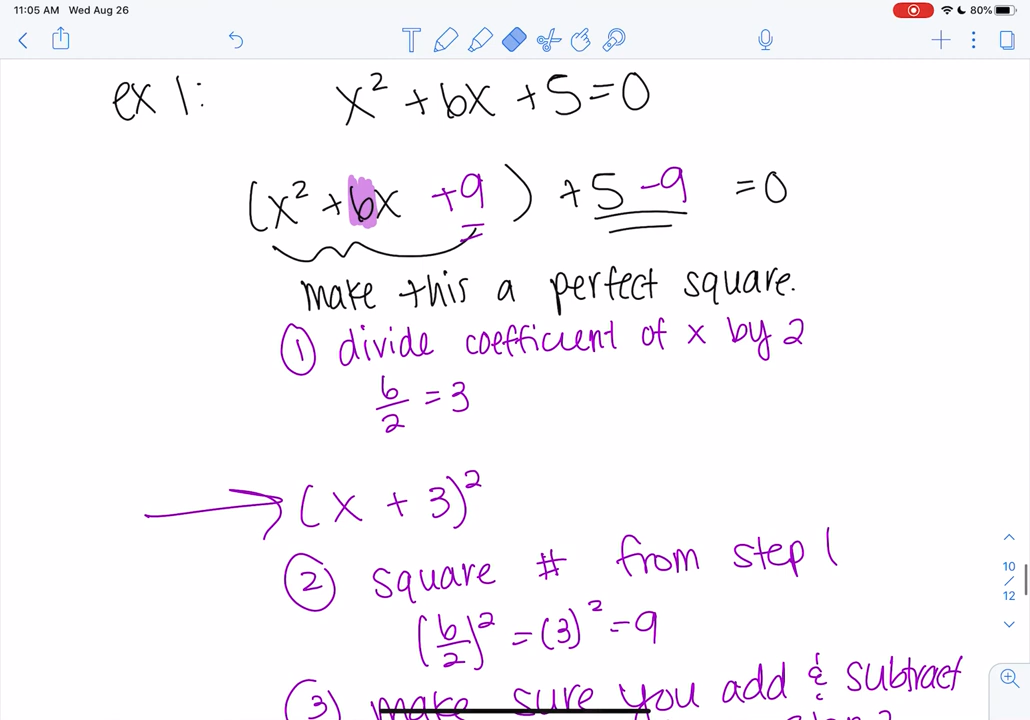 11:05 AM Wed Aug 26
80%
T
ex 1: x² + 6x + 5 = 0
(x² + 6x + 9 ) + 5 - 9 = 0
make this a perfect square.
① divide coefficient of x by 2
6/2 = 3
(x + 3)²
② square # from step 1
(6/2)² = (3)² = 9
10
/
12
③ make sure you add & subtract